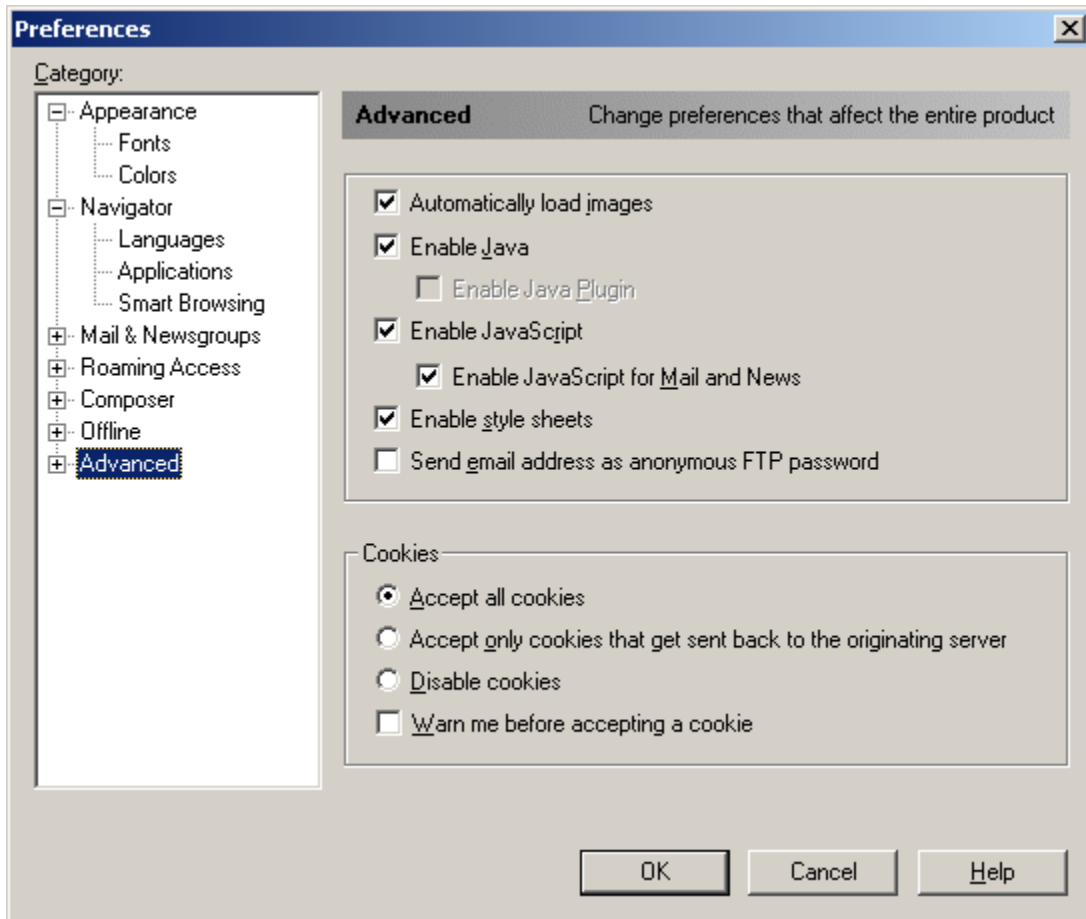 Preferences
Category:
Appearance
Fonts
Colors
Navigator
Languages
Applications
Smart Browsing
Mail & Newsgroups
Roaming Access
Composer
Offline
Advanced
Advanced Change preferences that affect the entire product
Automatically load images
Enable Java
Enable Java Plugin
Enable JavaScript
Enable JavaScript for Mail and News
Enable style sheets
Send email address as anonymous FTP password
Cookies
Accept all cookies
Accept only cookies that get sent back to the originating server
Disable cookies
Warn me before accepting a cookie
OK Cancel Help